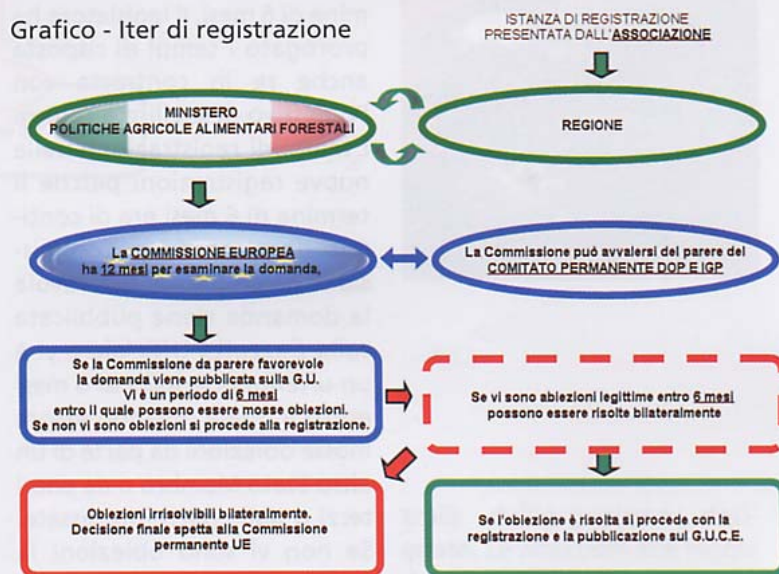 Grafico - Iter di registrazione
ISTANZA DI REGISTRAZIONE
PRESENTATA DALL'ASSOCIAZIONE
MINISTERO
POLITICHE AGRICOLE ALIMENTARI FORESTALI
REGIONE
La COMMISSIONE EUROPEA
ha 12 mesi per esaminare la domanda,
La Commissione può avvalersi del parere del
COMITATO PERMANENTE DOP E IGP
Se la Commissione da parere favorevole
la domanda viene pubblicata sulla G.U.
Vi è un periodo di 6 mesi
entro il quale possono essere mosse obiezioni.
Se non vi sono obiezioni si procede alla registrazione.
Se vi sono abiezioni legittime entro 6 mesi
possono essere risolte bilateralmente
Obiezioni irrisolvibili bilateralmente.
Decisione finale spetta alla Commissione
permanente UE
Se l'obiezione è risolta si procede con la
registrazione e la pubblicazione sul G.U.C.E.